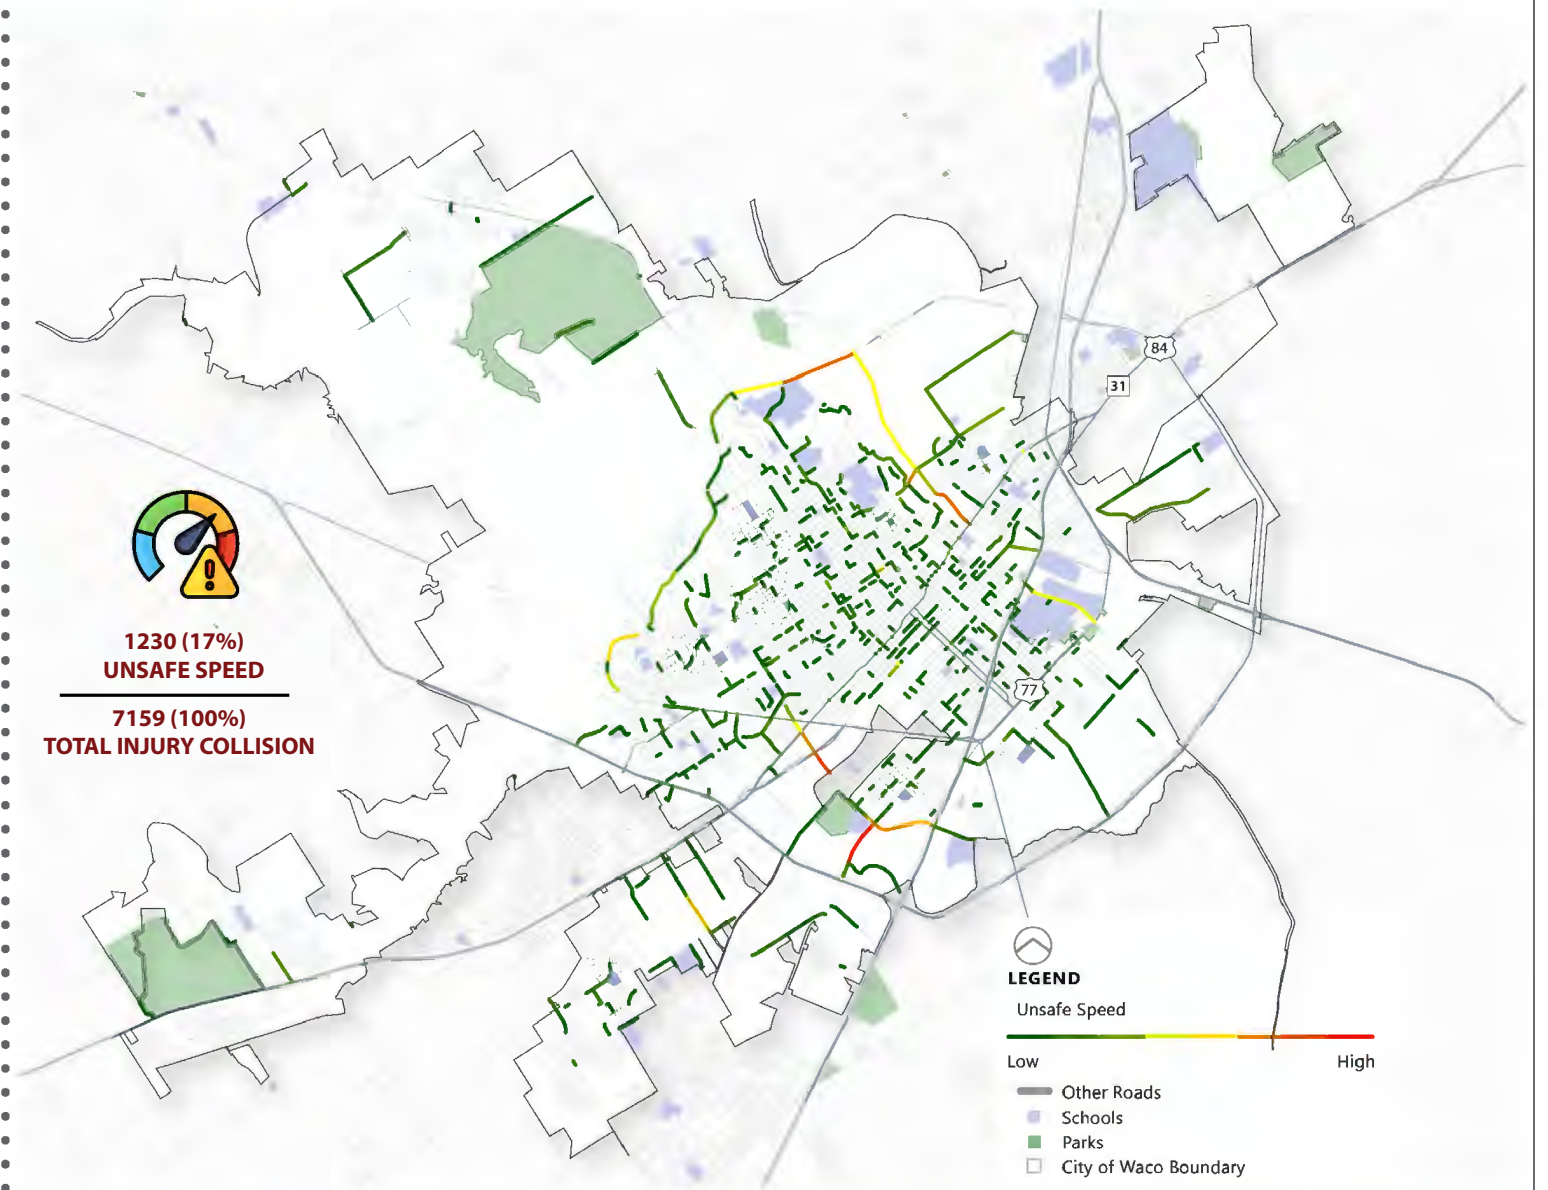 84
31
1230 (17%)
UNSAFE SPEED
7159 (100%)
TOTAL INJURY COLLISION
77
LEGEND
Unsafe Speed
Low High
Other Roads
Schools
Parks
City of Waco Boundary